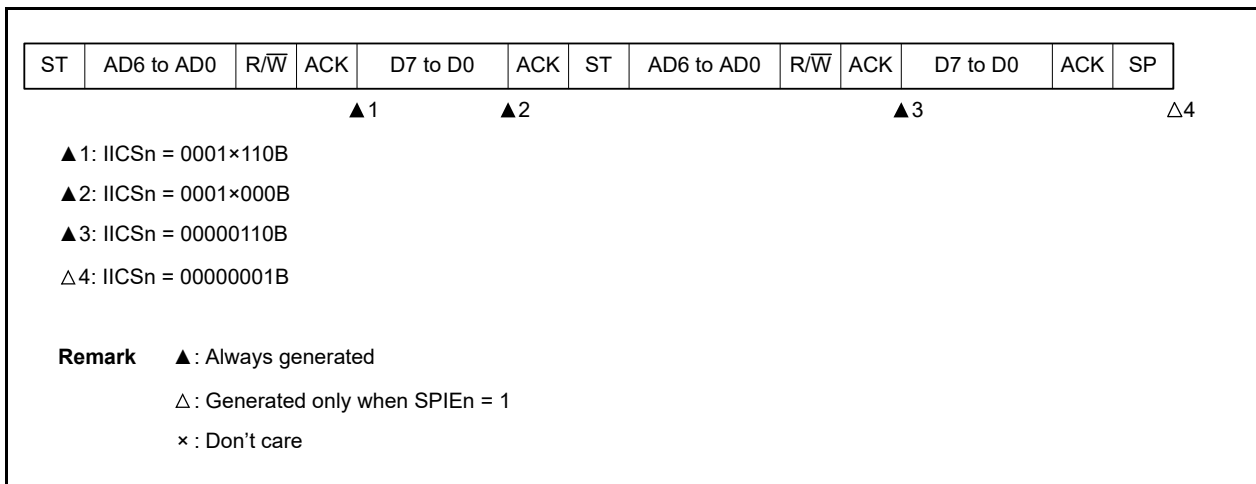 ST AD6 to AD0 R/W̅ ACK D7 to D0 ACK ST AD6 to AD0 R/W̅ ACK D7 to D0 ACK SP
▲1 ▲2 ▲3 △4
▲1: IICSn = 0001×110B
▲2: IICSn = 0001×000B
▲3: IICSn = 00000110B
△4: IICSn = 00000001B
Remark ▲: Always generated
△: Generated only when SPIEn = 1
×: Don’t care